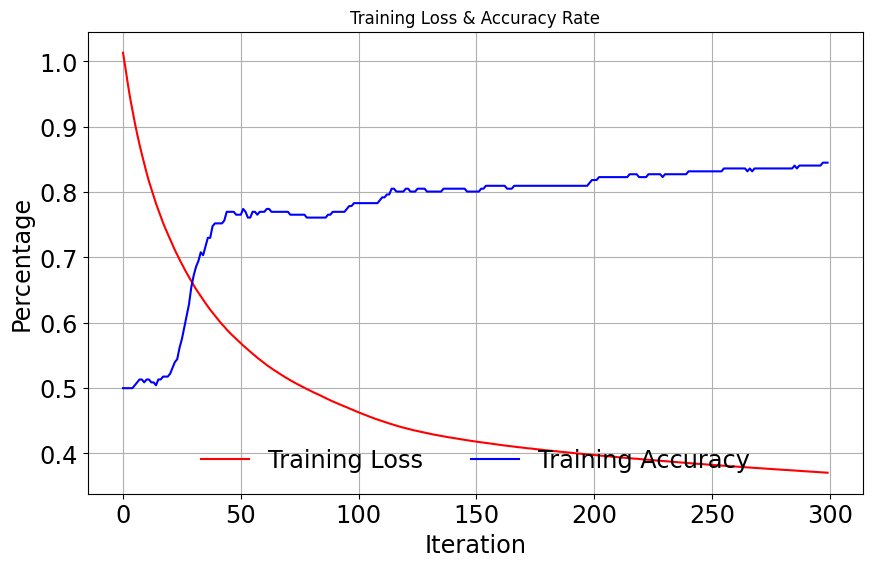 Training Loss & Accuracy Rate
Percentage
1.0
0.9
0.8
0.7
0.6
0.5
0.4
Training Loss
Training Accuracy
0
50
100
150
200
250
300
Iteration